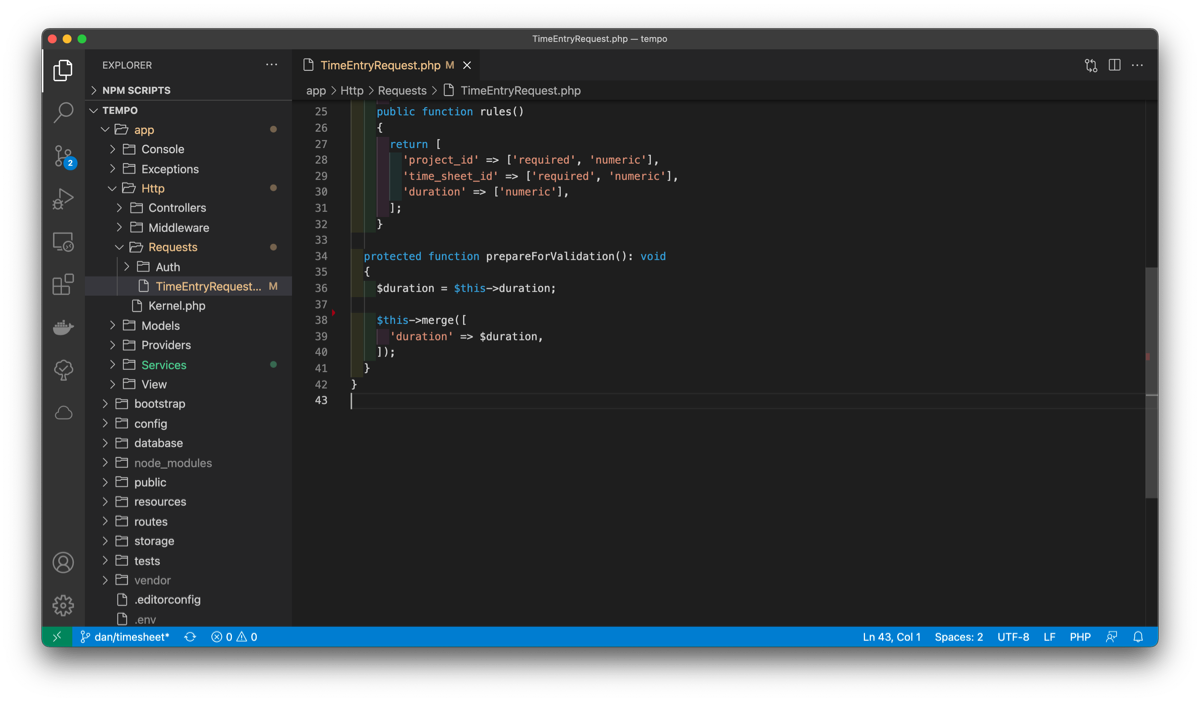 TimeEntryRequest.php — tempo
EXPLORER
NPM SCRIPTS
TEMPO
app
Console
Exceptions
Http
Controllers
Middleware
Requests
Auth
TimeEntryRequest... M
Kernel.php
Models
Providers
Services
View
bootstrap
config
database
node_modules
public
resources
routes
storage
tests
vendor
.editorconfig
.env
2
TimeEntryRequest.php M
app > Http > Requests > TimeEntryRequest.php
25 public function rules()
26 {
27 return [
28 'project_id' => ['required', 'numeric'],
29 'time_sheet_id' => ['required', 'numeric'],
30 'duration' => ['numeric'],
31 ];
32 }
33
34 protected function prepareForValidation(): void
35 {
36 $duration = $this->duration;
37
38 $this->merge([
39 'duration' => $duration,
40 ]);
41 }
42 }
43
dan/timesheet* 0 0 Ln 43, Col 1 Spaces: 2 UTF-8 LF PHP